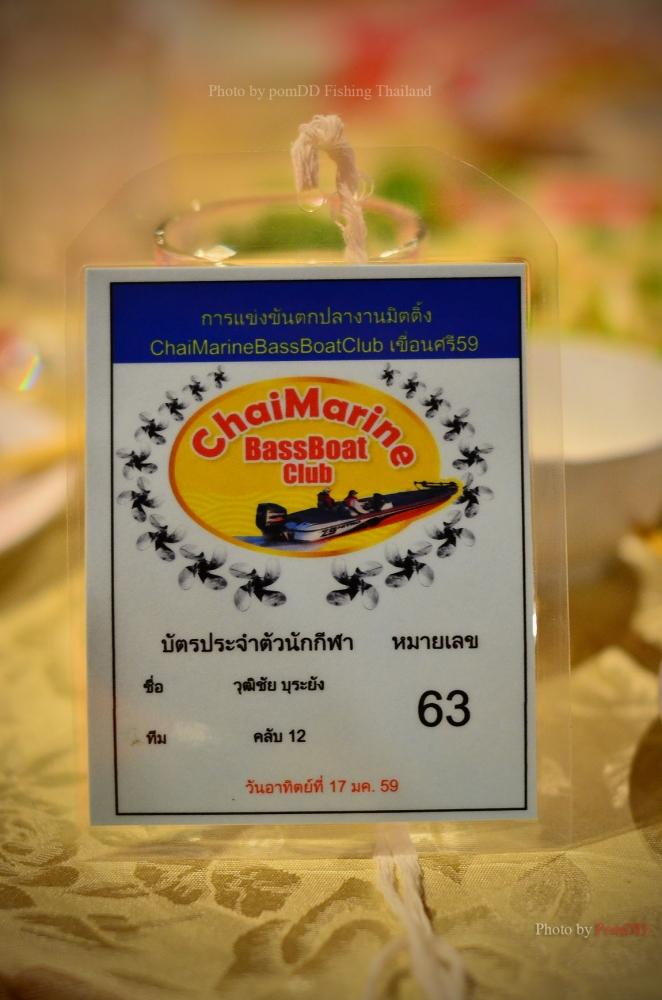 Photo by pomDD Fishing Thailand
การแข่งขันตกปลางานมิตติ้ง
ChaiMarineBassBoatClub เขื่อนศรี59
ChaiMarine
BassBoat
Club
Z9
บัตรประจำตัวนักกีฬา หมายเลข
ชื่อ วุฒิชัย บุระยัง
63
ทีม คลับ 12
วันอาทิตย์ที่ 17 มค. 59
Photo by PomDD